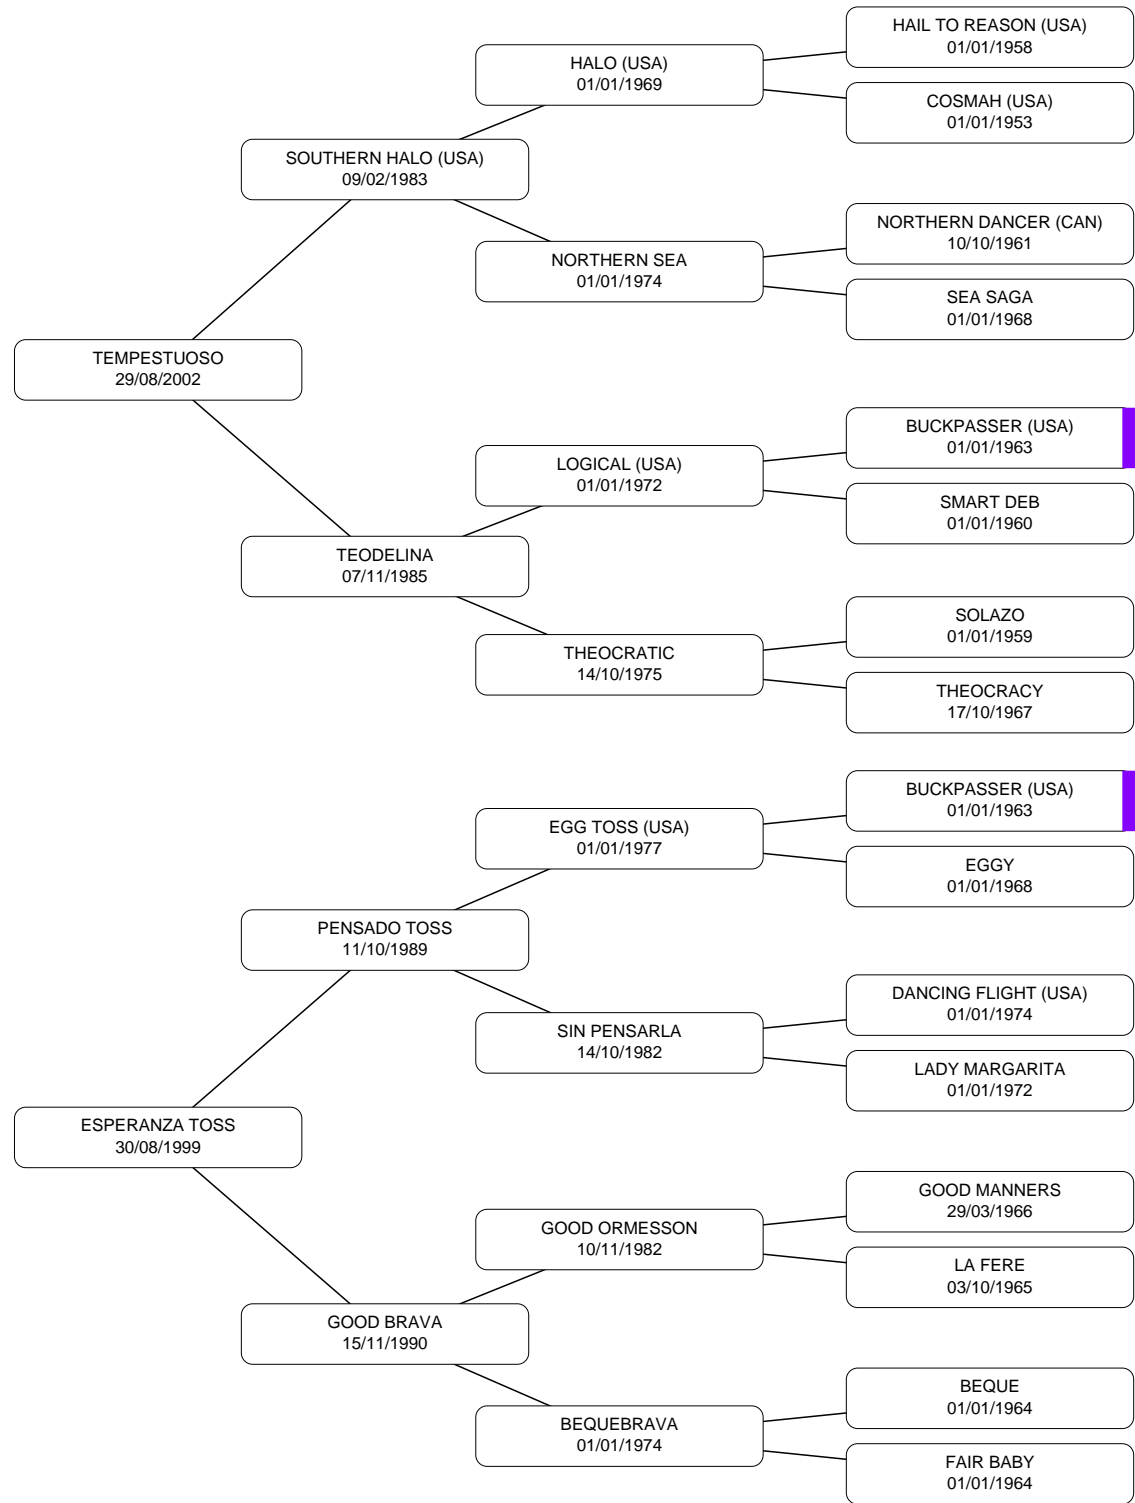 HAIL TO REASON (USA)
01/01/1958
HALO (USA)
01/01/1969
COSMAH (USA)
01/01/1953
SOUTHERN HALO (USA)
09/02/1983
NORTHERN DANCER (CAN)
10/10/1961
NORTHERN SEA
01/01/1974
SEA SAGA
01/01/1968
TEMPESTUOSO
29/08/2002
BUCKPASSER (USA)
01/01/1963
LOGICAL (USA)
01/01/1972
SMART DEB
01/01/1960
TEODELINA
07/11/1985
SOLAZO
01/01/1959
THEOCRATIC
14/10/1975
THEOCRACY
17/10/1967
BUCKPASSER (USA)
01/01/1963
EGG TOSS (USA)
01/01/1977
EGGY
01/01/1968
PENSADO TOSS
11/10/1989
DANCING FLIGHT (USA)
01/01/1974
SIN PENSARLA
14/10/1982
LADY MARGARITA
01/01/1972
ESPERANZA TOSS
30/08/1999
GOOD MANNERS
29/03/1966
GOOD ORMESSON
10/11/1982
LA FERE
03/10/1965
GOOD BRAVA
15/11/1990
BEQUE
01/01/1964
BEQUEBRAVA
01/01/1974
FAIR BABY
01/01/1964